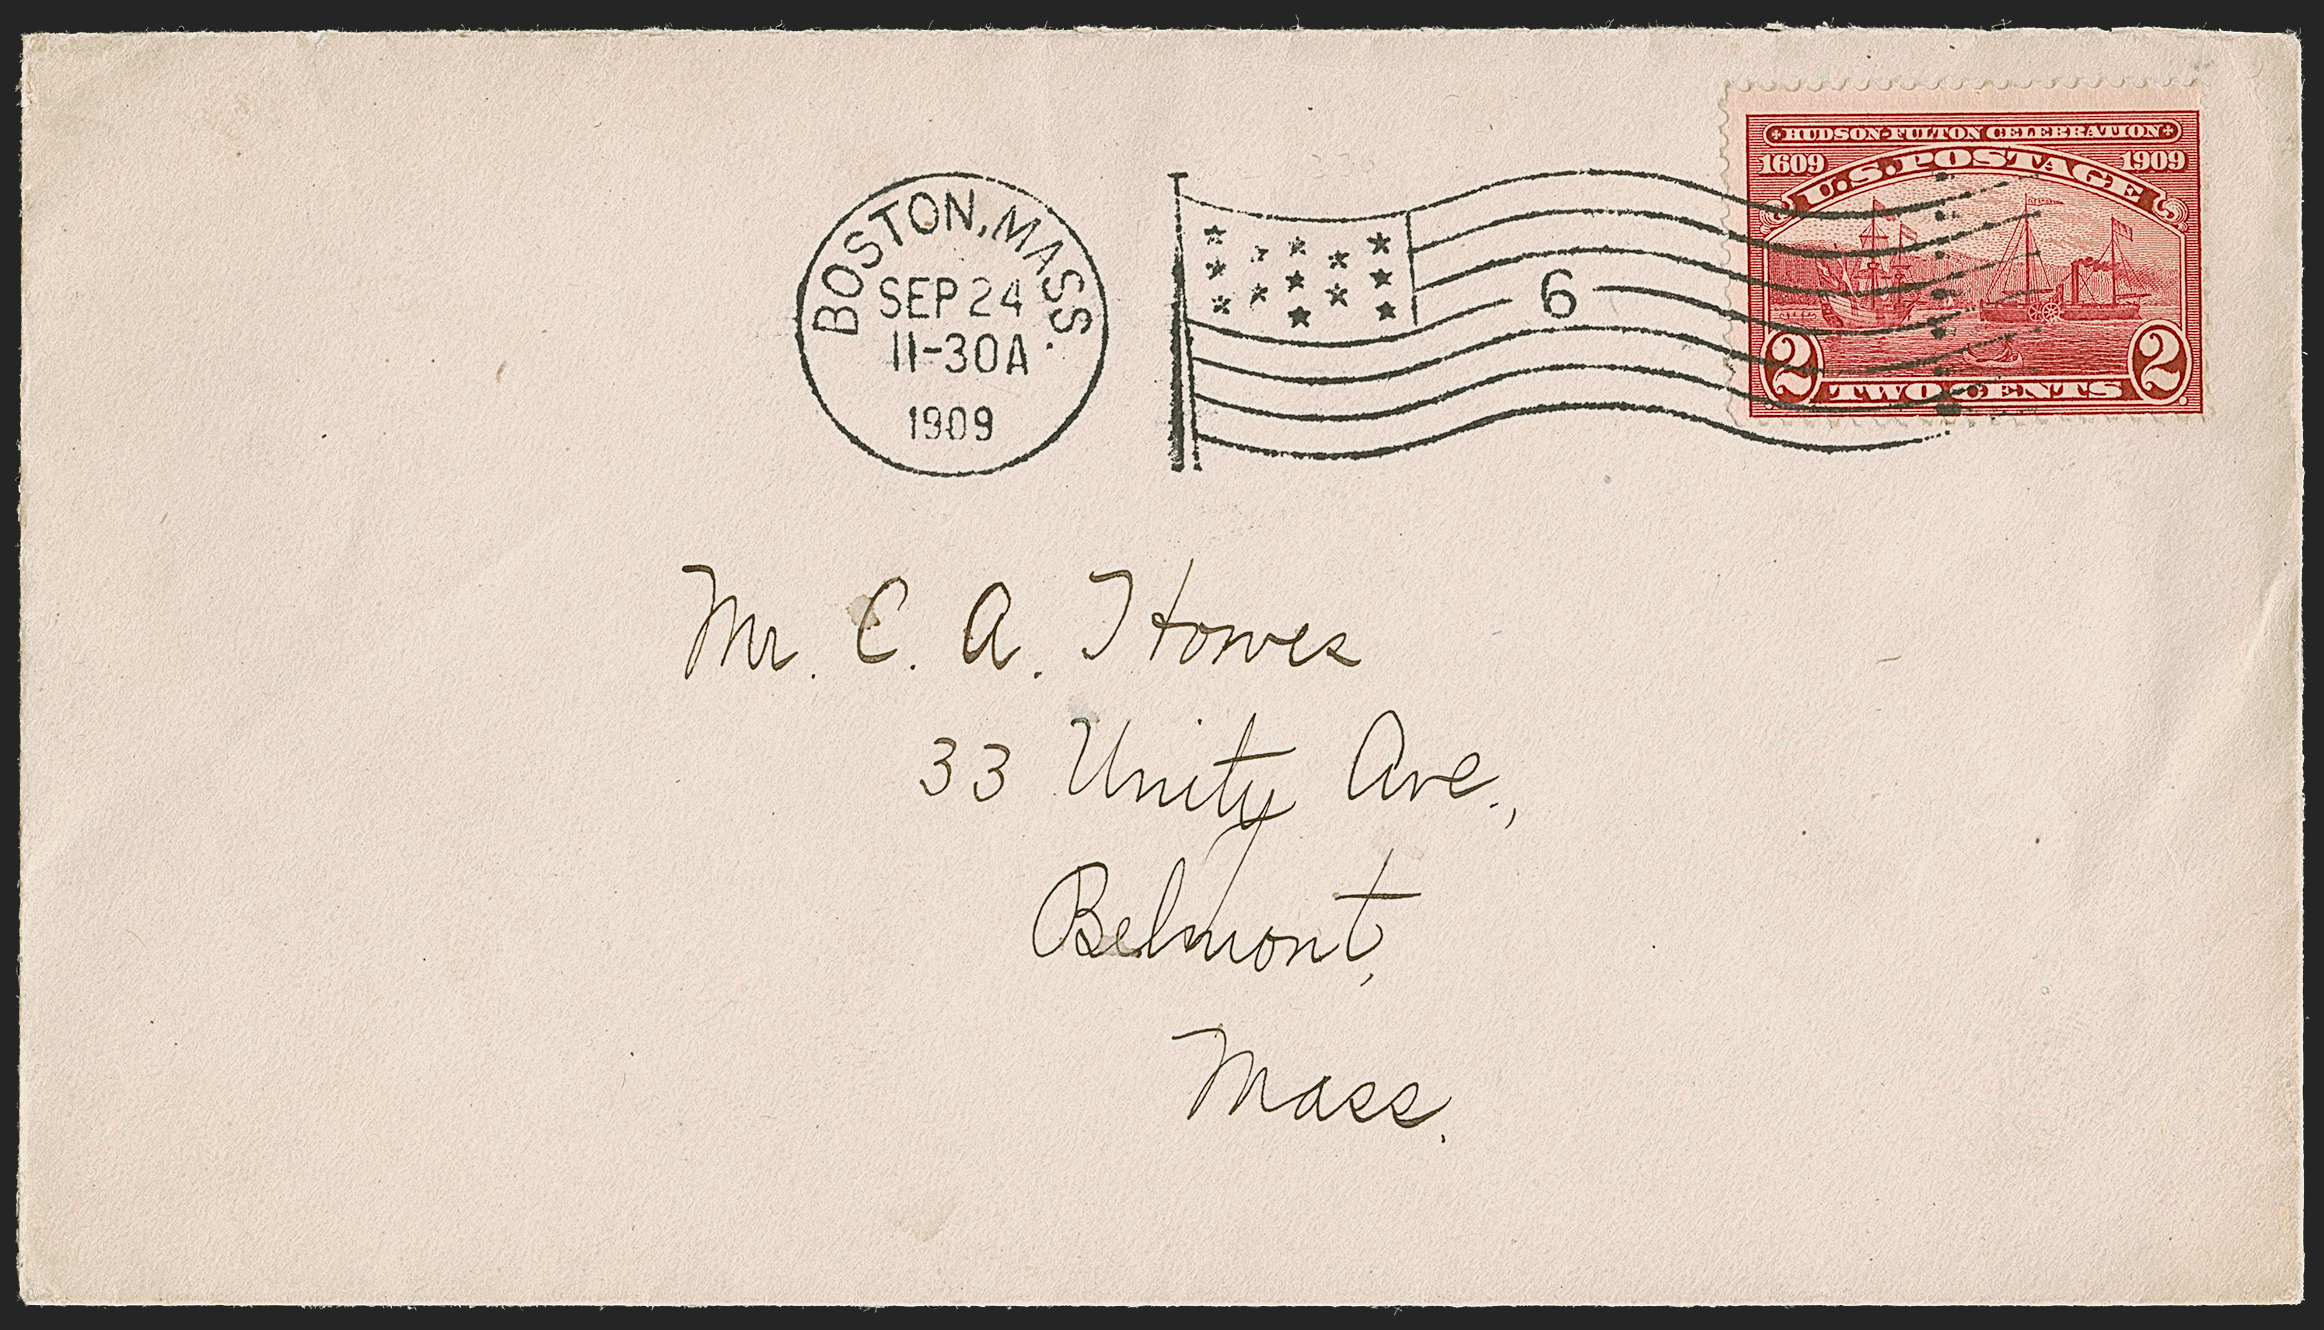 HUDSON-FULTON CELEBRATION
1609 1909
U.S. POSTAGE
2 2
TWO CENTS
BOSTON, MASS.
SEP 24
11-30A
1909
6
Mr. C. A. Howes
33 Unity Ave.,
Belmont,
Mass.